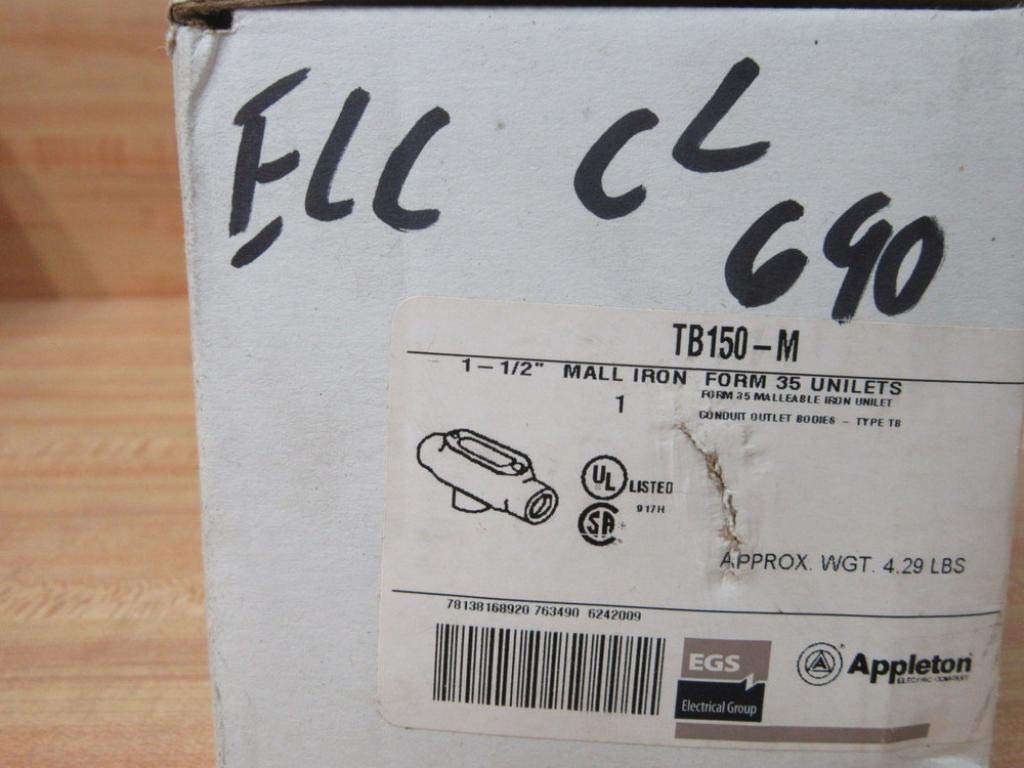 ELC CL
690
TB150-M
1-1/2" MALL IRON FORM 35 UNILETS
1 FORM 35 MALLEABLE IRON UNILET
CONDUIT OUTLET BODIES - TYPE TB
UL LISTED
917H
SA
APPROX. WGT. 4.29 LBS
78138168920 763490 6242009
EGS
Electrical Group
A Appleton®
ELECTRIC COMPANY